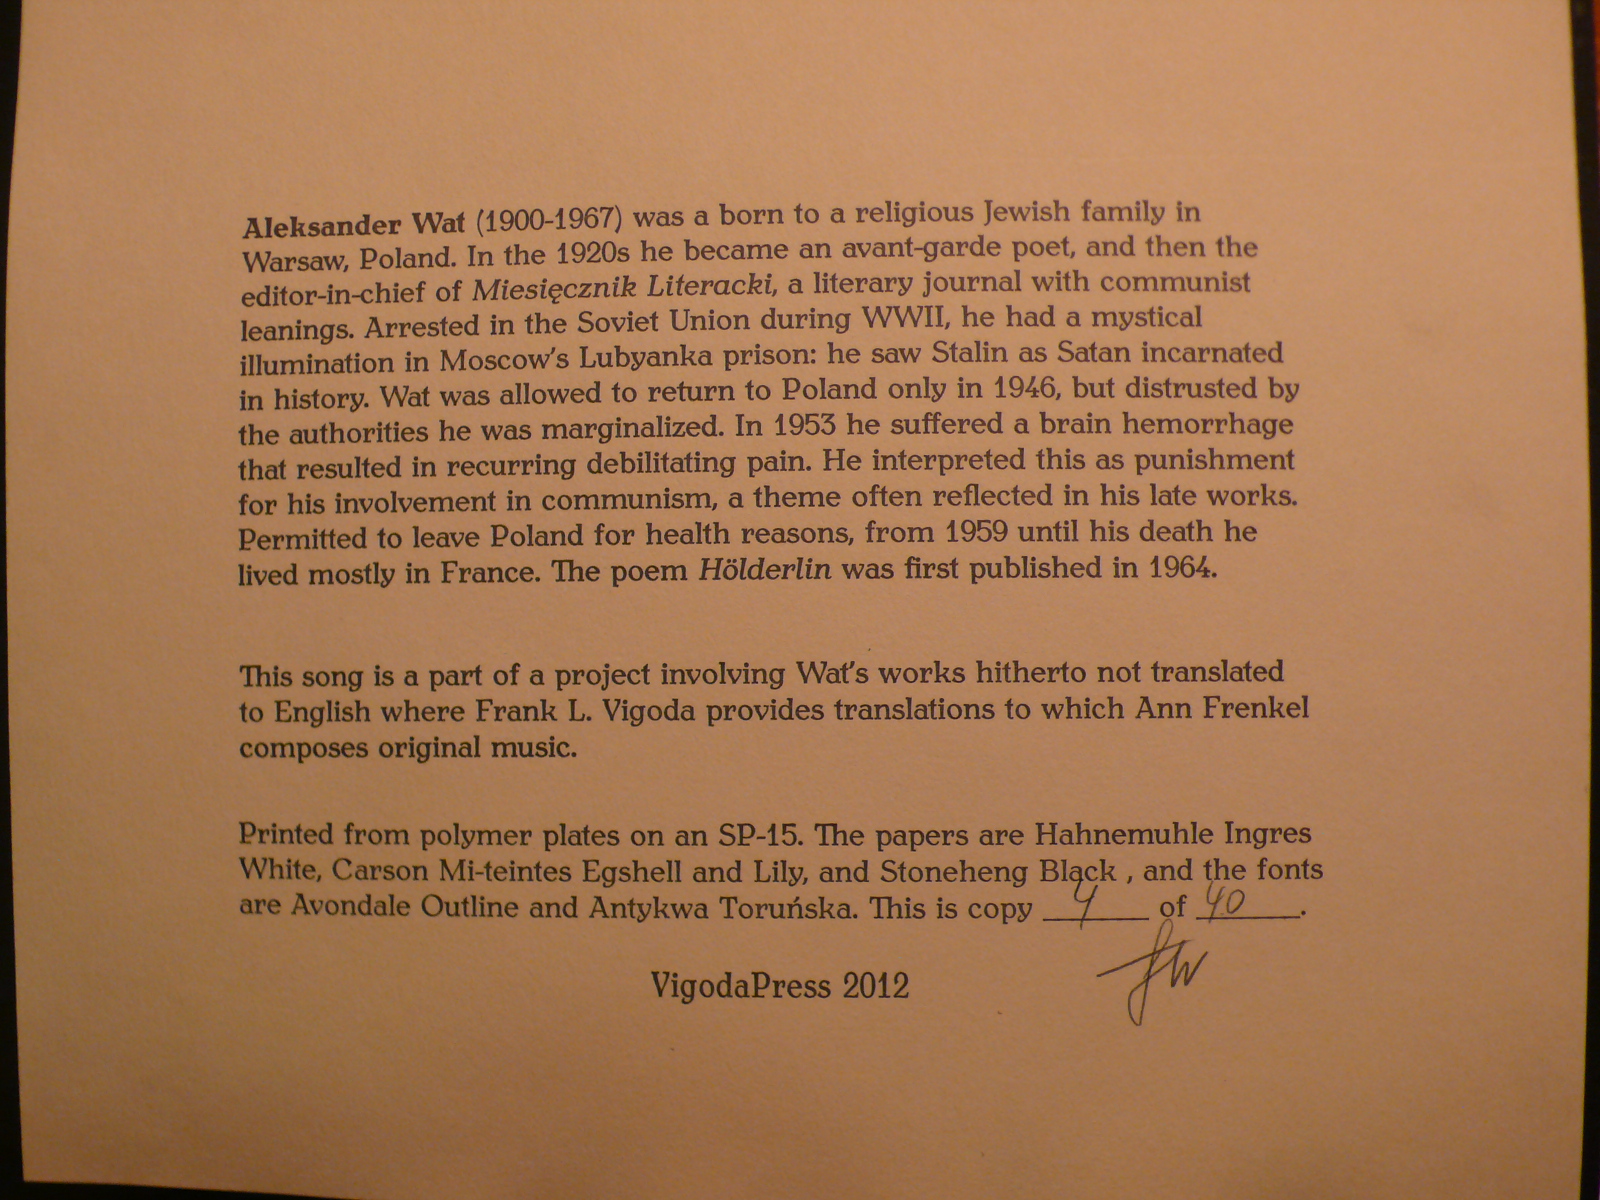 Aleksander Wat (1900-1967) was a born to a religious Jewish family in
Warsaw, Poland. In the 1920s he became an avant-garde poet, and then the
editor-in-chief of Miesięcznik Literacki, a literary journal with communist
leanings. Arrested in the Soviet Union during WWII, he had a mystical
illumination in Moscow's Lubyanka prison: he saw Stalin as Satan incarnated
in history. Wat was allowed to return to Poland only in 1946, but distrusted by
the authorities he was marginalized. In 1953 he suffered a brain hemorrhage
that resulted in recurring debilitating pain. He interpreted this as punishment
for his involvement in communism, a theme often reflected in his late works.
Permitted to leave Poland for health reasons, from 1959 until his death he
lived mostly in France. The poem Hölderlin was first published in 1964.
This song is a part of a project involving Wat's works hitherto not translated
to English where Frank L. Vigoda provides translations to which Ann Frenkel
composes original music.
Printed from polymer plates on an SP-15. The papers are Hahnemuhle Ingres
White, Carson Mi-teintes Egshell and Lily, and Stoneheng Black , and the fonts
are Avondale Outline and Antykwa Toruńska. This is copy 4 of 40.
VigodaPress 2012